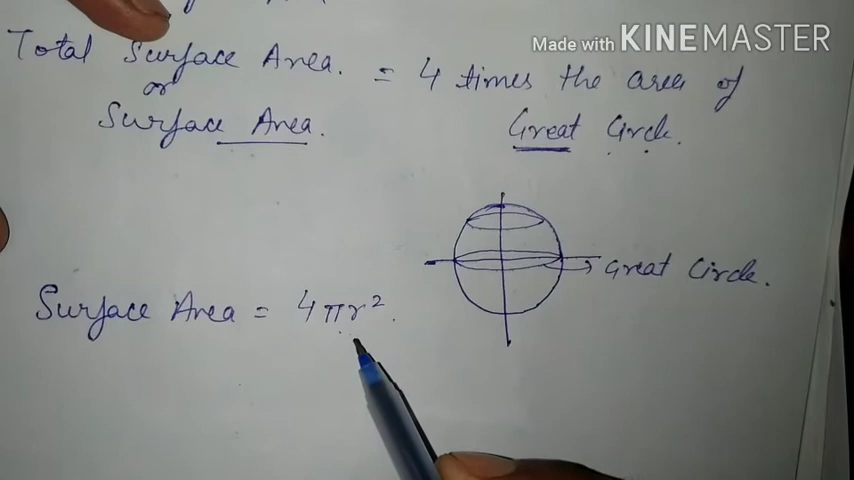 Made with KINEMASTER
Total Surface Area. = 4 times the area of
or
Surface Area. Great Circle.
Great Circle.
Surface Area = 4πr².